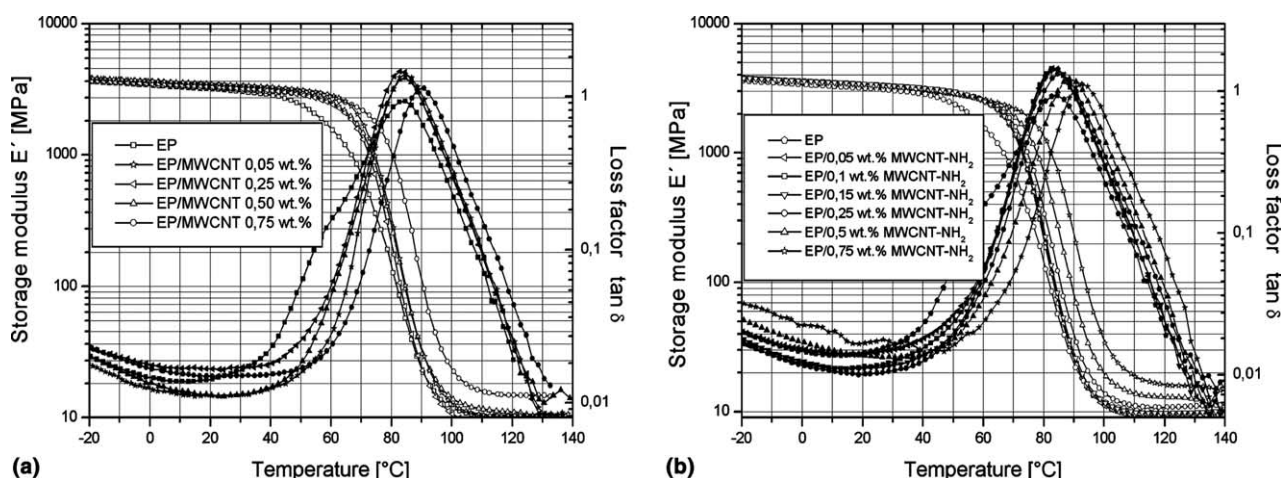 10000
1000
100
10
Storage modulus E´ [MPa]
EP
EP/MWCNT 0,05 wt.%
EP/MWCNT 0,25 wt.%
EP/MWCNT 0,50 wt.%
EP/MWCNT 0,75 wt.%
1
0,1
0,01
Loss factor tan δ
-20 0 20 40 60 80 100 120 140
(a) Temperature [°C]
10000
1000
100
10
Storage modulus E´ [MPa]
EP
EP/0,05 wt.% MWCNT-NH₂
EP/0,1 wt.% MWCNT-NH₂
EP/0,15 wt.% MWCNT-NH₂
EP/0,25 wt.% MWCNT-NH₂
EP/0,5 wt.% MWCNT-NH₂
EP/0,75 wt.% MWCNT-NH₂
1
0,1
0,01
Loss factor tan δ
-20 0 20 40 60 80 100 120 140
(b) Temperature [°C]